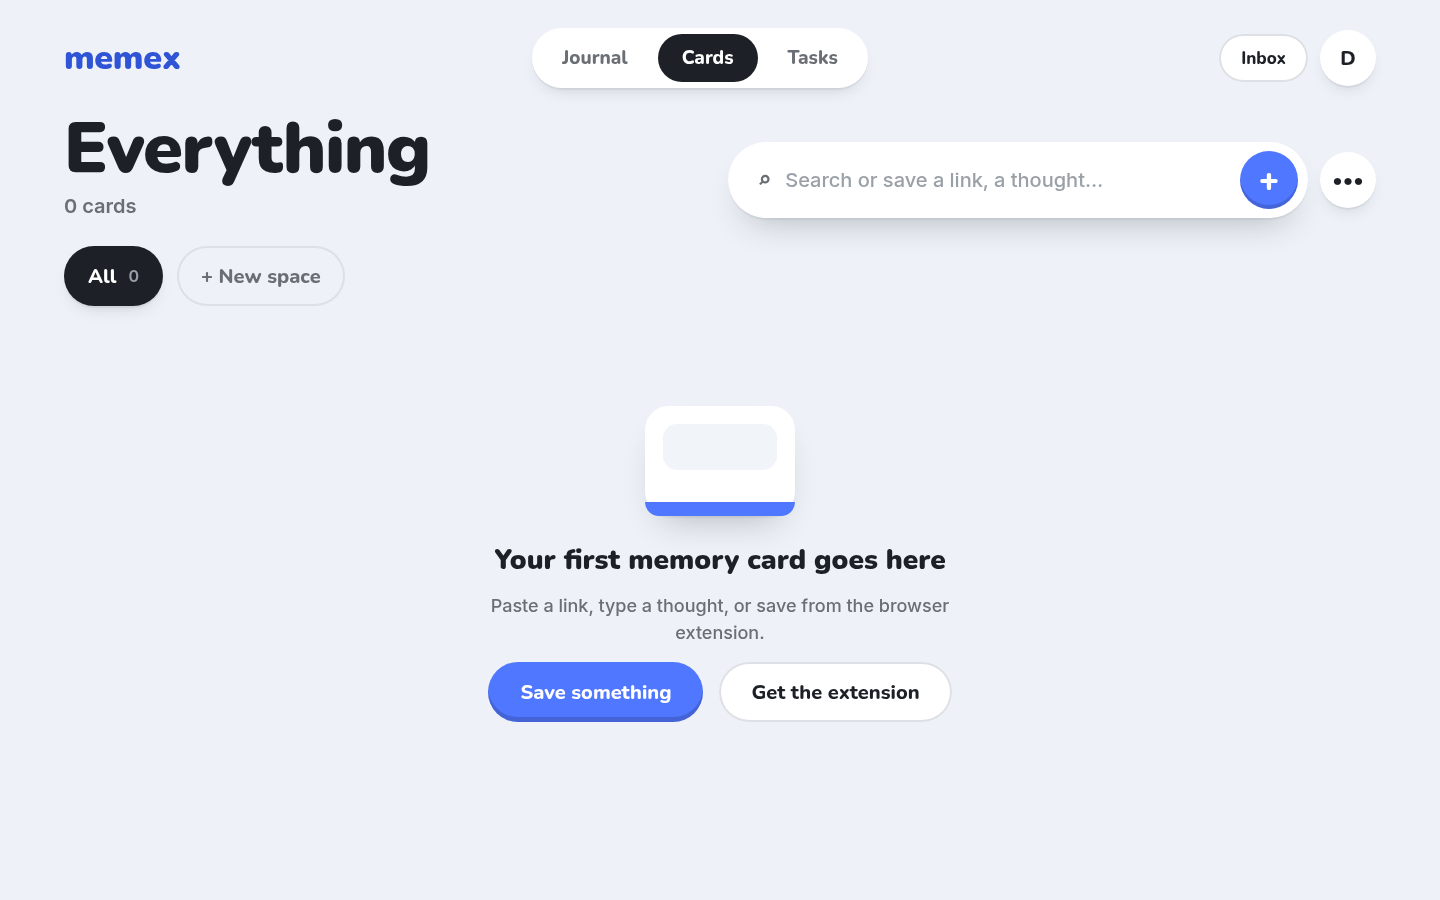 memex
Journal
Cards
Tasks
Inbox
D
Everything
0 cards
Search or save a link, a thought...
+
•••
All 0
+ New space
Your first memory card goes here
Paste a link, type a thought, or save from the browser
extension.
Save something
Get the extension